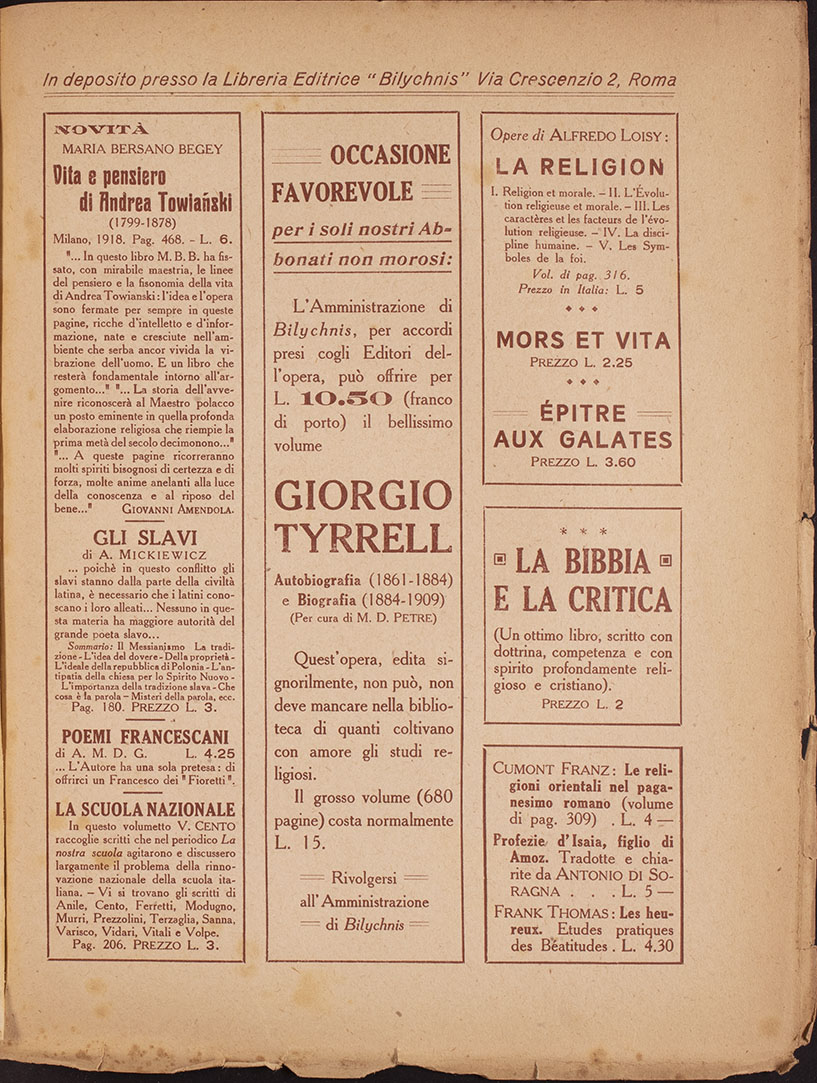 In deposito presso la Libreria Editrice "Bilychnis" Via Crescenzio 2, Roma
NOVITÀ
MARIA BERSANO BEGEY
Vita e pensiero
di Andrea Towiański
(1799-1878)
Milano, 1918. Pag. 468. - L. 6.
"... In questo libro M. B. B. ha fis-
sato, con mirabile maestria, le linee
del pensiero e la fisonomia della vita
di Andrea Towianski: l'idea e l'opera
sono fermate per sempre in queste
pagine, ricche d'intelletto e d'infor-
mazione, nate e cresciute nell'am-
biente che serba ancor vivida la vi-
brazione dell'uomo. E un libro che
resterà fondamentale intorno all'ar-
gomento..." "... La storia dell'avve-
nire riconoscerà al Maestro polacco
un posto eminente in quella profonda
elaborazione religiosa che riempie la
prima metà del secolo decimonono..."
"... A queste pagine ricorreranno
molti spiriti bisognosi di certezza e di
forza, molte anime anelanti alla luce
della conoscenza e al riposo del
bene..." GIOVANNI AMENDOLA.
GLI SLAVI
di A. MICKIEWICZ
... poichè in questo conflitto gli
slavi stanno dalla parte della civiltà
latina, è necessario che i latini cono-
scano i loro alleati... Nessuno in que-
sta materia ha maggiore autorità del
grande poeta slavo...
Sommario: Il Messianismo La tradi-
zione - L'idea del dovere - Della proprietà -
L'ideale della repubblica di Polonia - L'an-
tipatia della chiesa per lo Spirito Nuovo -
L'importanza della tradizione slava - Che
cosa è la parola - Misteri della parola, ecc.
Pag. 180. PREZZO L. 3.
POEMI FRANCESCANI
di A. M. D. G. L. 4.25
... L'Autore ha una sola pretesa: di
offrirci un Francesco dei "Fioretti".
LA SCUOLA NAZIONALE
In questo volumetto V. CENTO
raccoglie scritti che nel periodico La
nostra scuola agitarono e discussero
largamente il problema della rinno-
vazione nazionale della scuola ita-
liana. - Vi si trovano gli scritti di
Anile, Cento, Ferfetti, Modugno,
Murri, Prezzolini, Terzaglia, Sanna,
Varisco, Vidari, Vitali e Volpe.
Pag. 206. PREZZO L. 3.
OCCASIONE
FAVOREVOLE
per i soli nostri Ab-
bonati non morosi:
L'Amministrazione di
Bilychnis, per accordi
presi cogli Editori del-
l'opera, può offrire per
L. 10.50 (franco
di porto) il bellissimo
volume
GIORGIO
TYRRELL
Autobiografia (1861-1884)
e Biografia (1884-1909)
(Per cura di M. D. PETRE)
Quest'opera, edita si-
gnorilmente, non può, non
deve mancare nella biblio-
teca di quanti coltivano
con amore gli studi re-
ligiosi.
Il grosso volume (680
pagine) costa normalmente
L. 15.
Rivolgersi
all'Amministrazione
di Bilychnis
Opere di ALFREDO LOISY:
LA RELIGION
I. Religion et morale. - II. L'Évolu-
tion religieuse et morale. - III. Les
caractères et les facteurs de l'évo-
lution religieuse. - IV. La disci-
pline humaine. - V. Les Sym-
boles de la foi.
Vol. di pag. 316.
Prezzo in Italia: L. 5
MORS ET VITA
PREZZO L. 2.25
ÉPITRE
AUX GALATES
PREZZO L. 3.60
* * *
LA BIBBIA
E LA CRITICA
(Un ottimo libro, scritto con
dottrina, competenza e con
spirito profondamente reli-
gioso e cristiano).
PREZZO L. 2
CUMONT FRANZ: Le reli-
gioni orientali nel paga-
nesimo romano (volume
di pag. 309) . L. 4 —
Profezie d'Isaia, figlio di
Amoz. Tradotte e chia-
rite da ANTONIO DI SO-
RAGNA . . . L. 5 —
FRANK THOMAS: Les heu-
reux. Etudes pratiques
des Béatitudes . L. 4.30